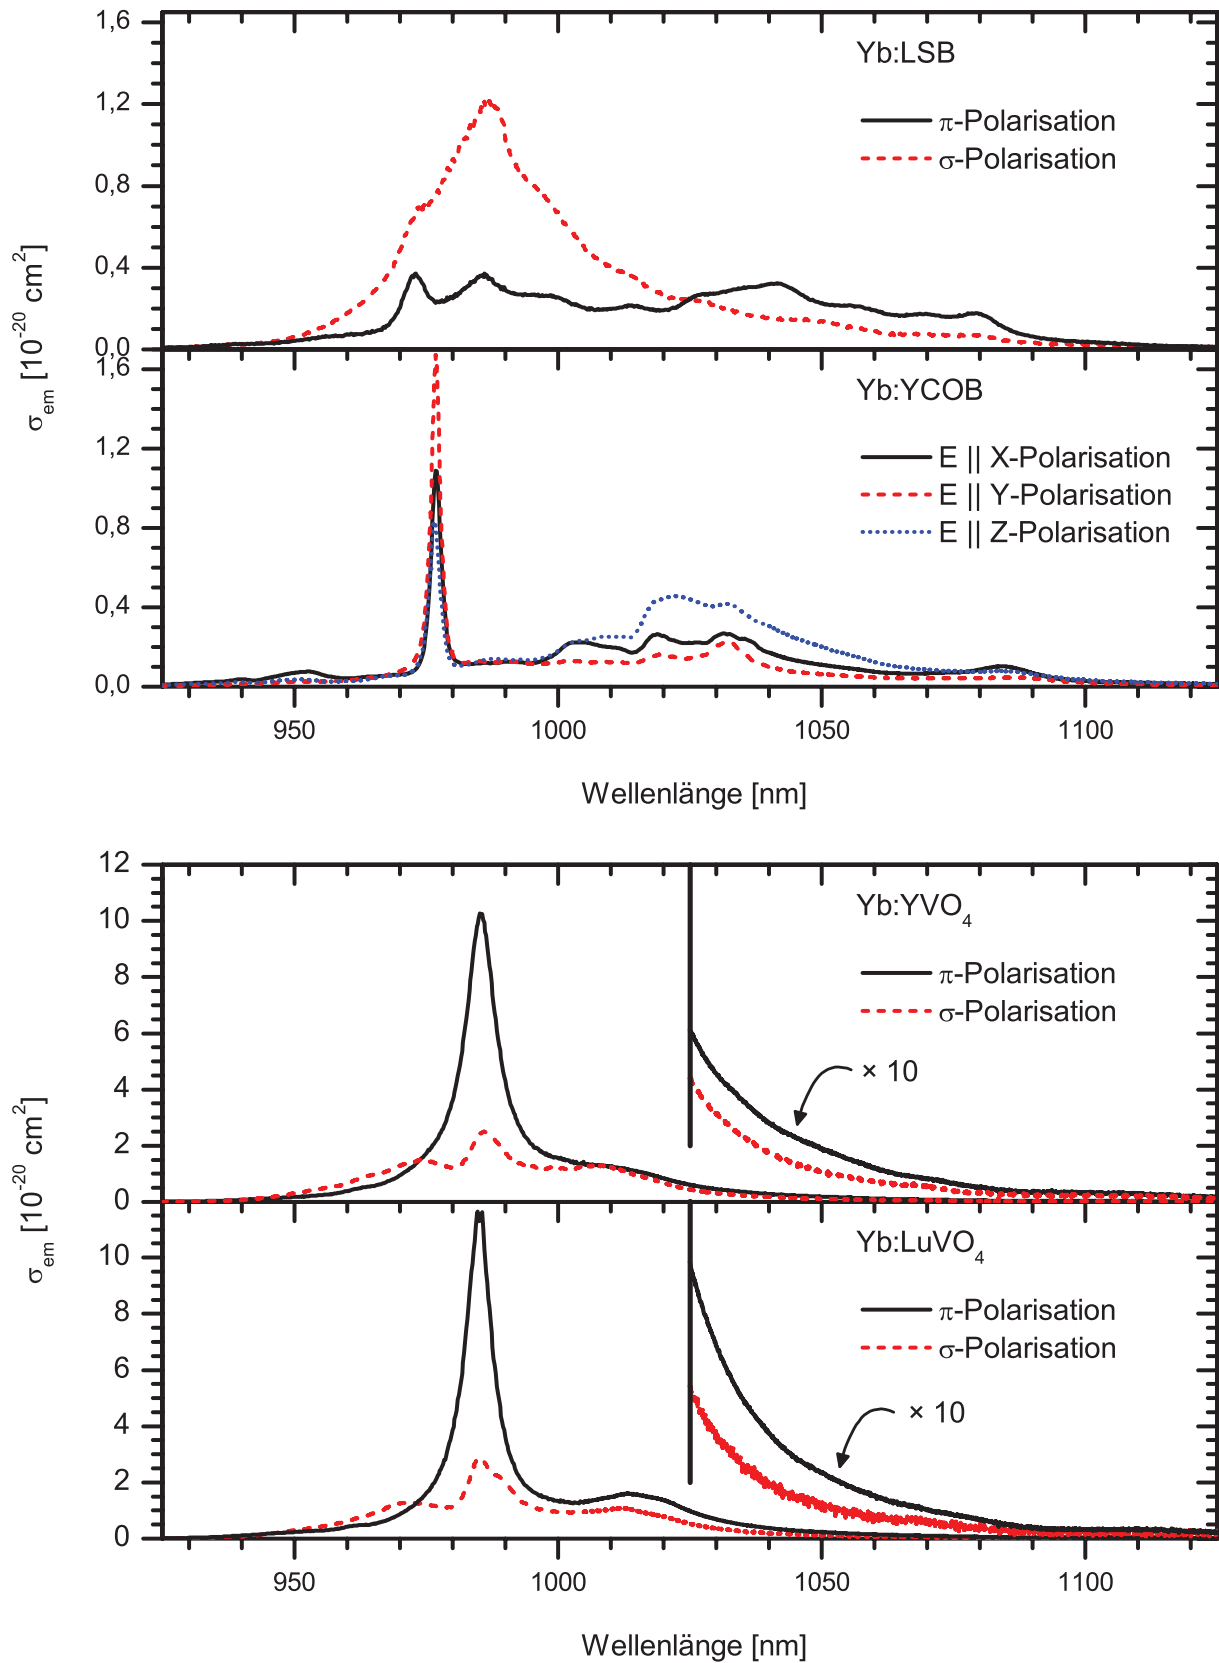 1,6
Yb:LSB
1,2
π-Polarisation
σ-Polarisation
0,8
0,4
0,0
σem [10-20 cm2]
1,6
Yb:YCOB
1,2
E || X-Polarisation
E || Y-Polarisation
0,8
E || Z-Polarisation
0,4
0,0
950 1000 1050 1100
Wellenlänge [nm]
12
Yb:YVO4
10
π-Polarisation
8
σ-Polarisation
6
× 10
4
2
0
σem [10-20 cm2]
Yb:LuVO4
10
π-Polarisation
8
σ-Polarisation
6
× 10
4
2
0
950 1000 1050 1100
Wellenlänge [nm]